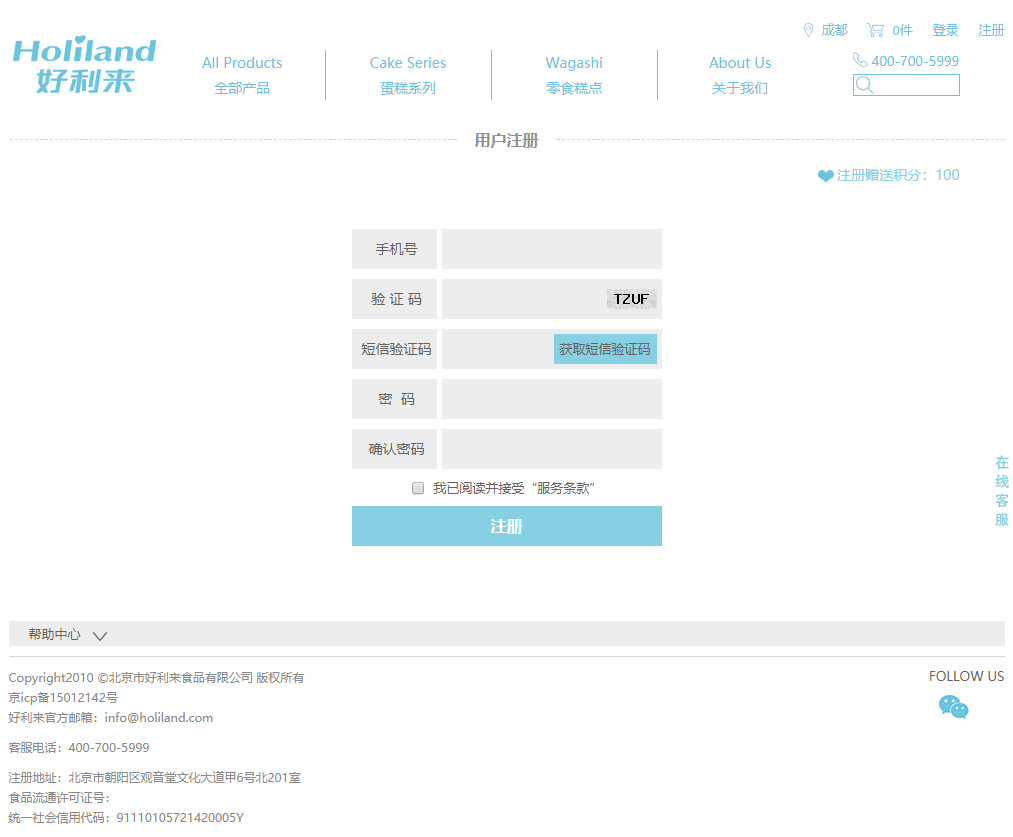 成都 0件 登录 注册
Holiland
好利来
All Products
全部产品
Cake Series
蛋糕系列
Wagashi
零食糕点
About Us
关于我们
400-700-5999
用户注册
注册赠送积分：100
手机号
验 证 码 TZUF
短信验证码 获取短信验证码
密 码
确认密码
我已阅读并接受“服务条款”
注册
在线客服
帮助中心
Copyright2010 ©北京市好利来食品有限公司 版权所有
京icp备15012142号
好利来官方邮箱：info@holiland.com
客服电话：400-700-5999
注册地址：北京市朝阳区观音堂文化大道甲6号北201室
食品流通许可证号：
统一社会信用代码：91110105721420005Y
FOLLOW US